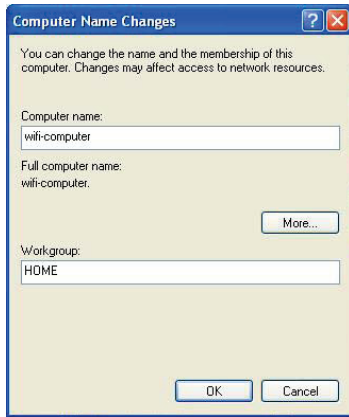 Computer Name Changes
You can change the name and the membership of this
computer. Changes may affect access to network resources.
Computer name:
wifi-computer
Full computer name:
wifi-computer.
More...
Workgroup:
HOME
OK
Cancel